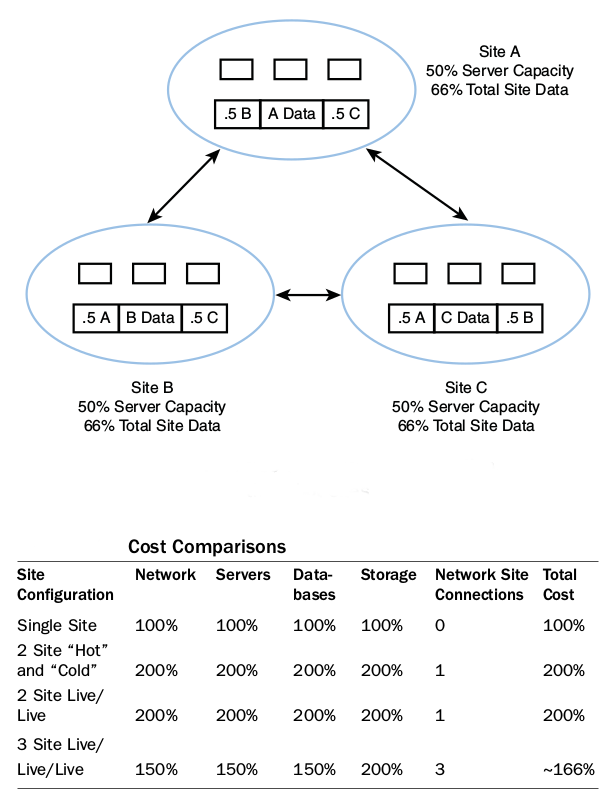 Site A
50% Server Capacity
66% Total Site Data
.5 B A Data .5 C
.5 A B Data .5 C
.5 A C Data .5 B
Site B
50% Server Capacity
66% Total Site Data
Site C
50% Server Capacity
66% Total Site Data
Cost Comparisons
Site Configuration Network Servers Data-bases Storage Network Site Connections Total Cost
Single Site 100% 100% 100% 100% 0 100%
2 Site “Hot” and “Cold” 200% 200% 200% 200% 1 200%
2 Site Live/ Live 200% 200% 200% 200% 1 200%
3 Site Live/ Live/Live 150% 150% 150% 200% 3 ~166%